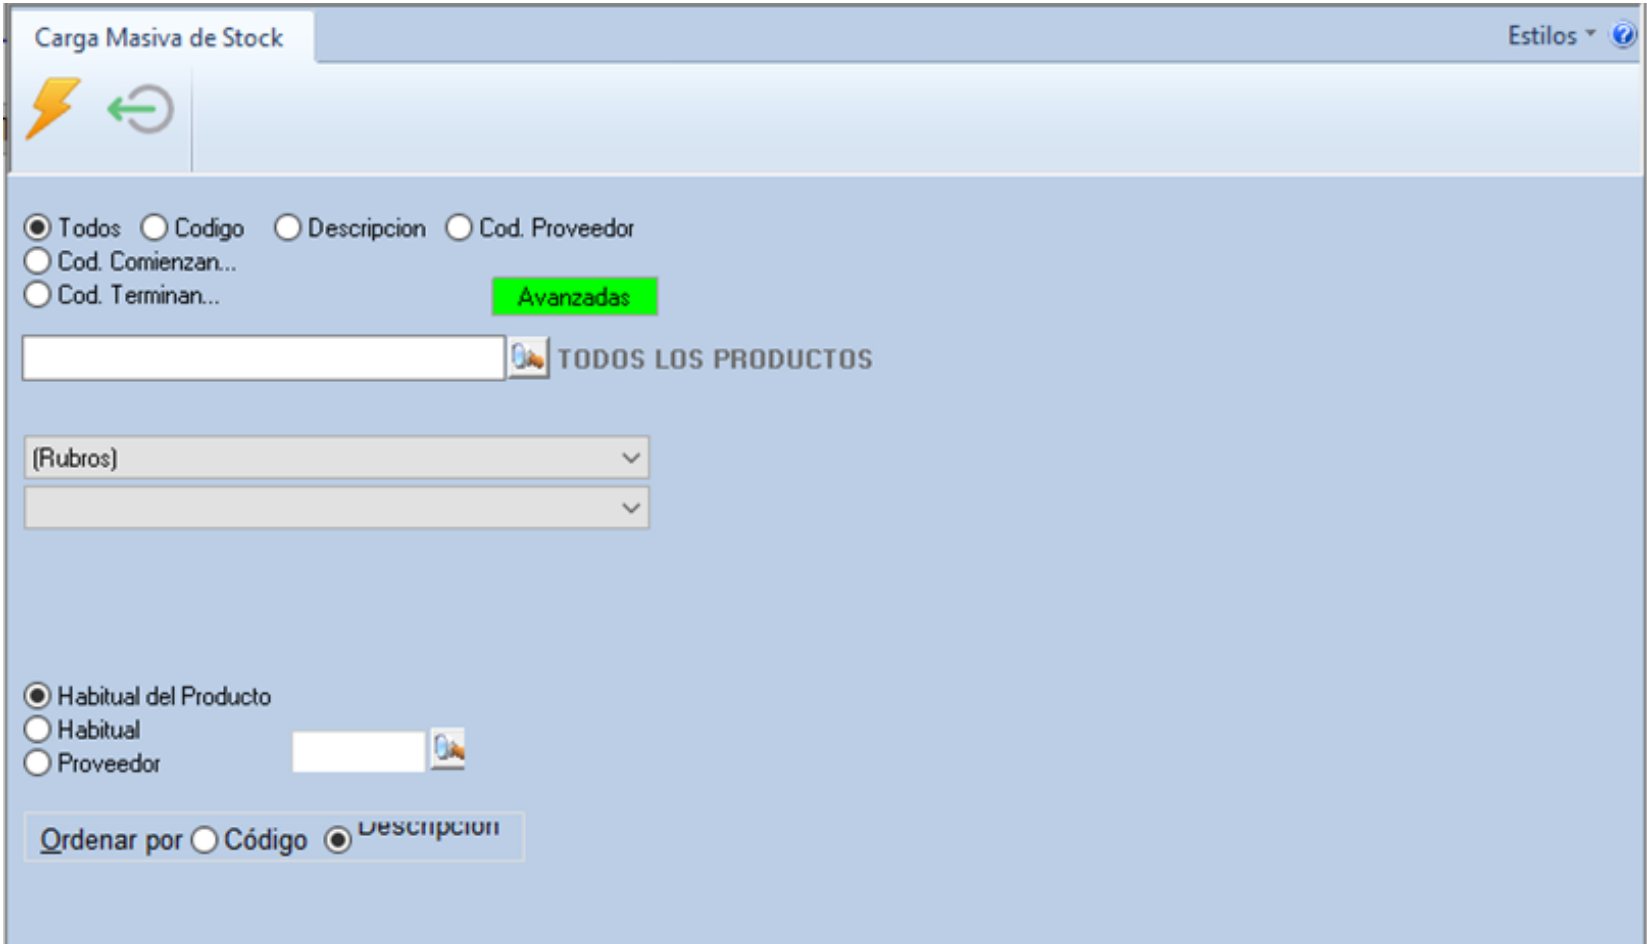 Carga Masiva de Stock
Estilos
Todos Codigo Descripcion Cod. Proveedor
Cod. Comienzan...
Cod. Terminan...
Avanzadas
TODOS LOS PRODUCTOS
(Rubros)
Habitual del Producto
Habitual
Proveedor
Ordenar por Código Descripción